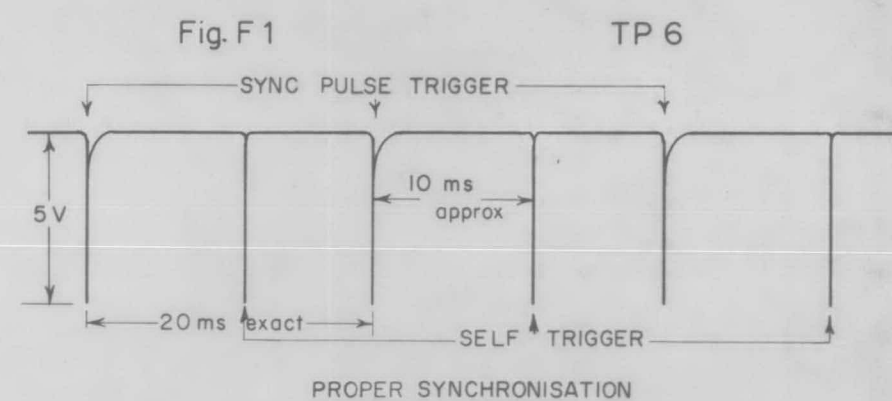 Fig. F 1 TP 6
SYNC PULSE TRIGGER
10 ms
approx
5 V
20 ms exact
SELF TRIGGER
PROPER SYNCHRONISATION